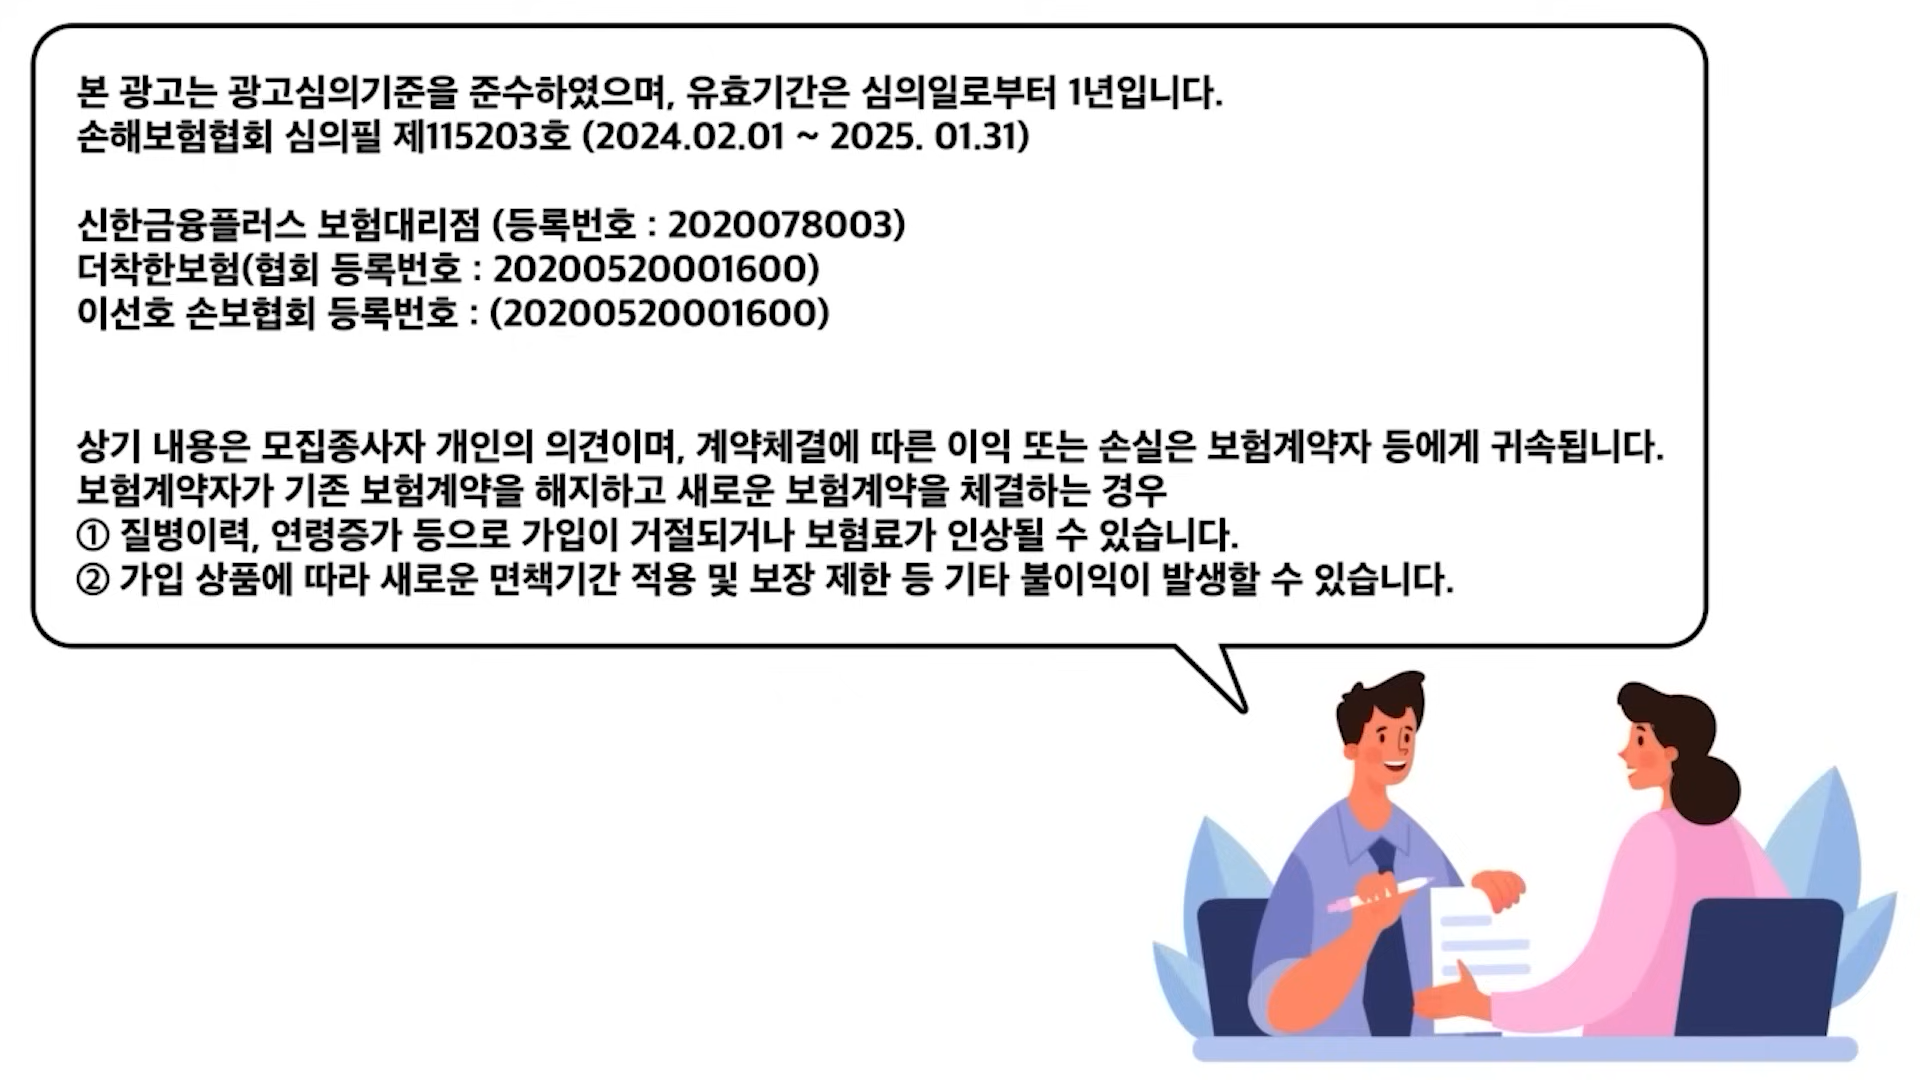 본 광고는 광고심의기준을 준수하였으며, 유효기간은 심의일로부터 1년입니다.
손해보험협회 심의필 제115203호 (2024.02.01 ~ 2025. 01.31)
신한금융플러스 보험대리점 (등록번호 : 2020078003)
더착한보험(협회 등록번호 : 20200520001600)
이선호 손보협회 등록번호 : (20200520001600)
상기 내용은 모집종사자 개인의 의견이며, 계약체결에 따른 이익 또는 손실은 보험계약자 등에게 귀속됩니다.
보험계약자가 기존 보험계약을 해지하고 새로운 보험계약을 체결하는 경우
① 질병이력, 연령증가 등으로 가입이 거절되거나 보험료가 인상될 수 있습니다.
② 가입 상품에 따라 새로운 면책기간 적용 및 보장 제한 등 기타 불이익이 발생할 수 있습니다.